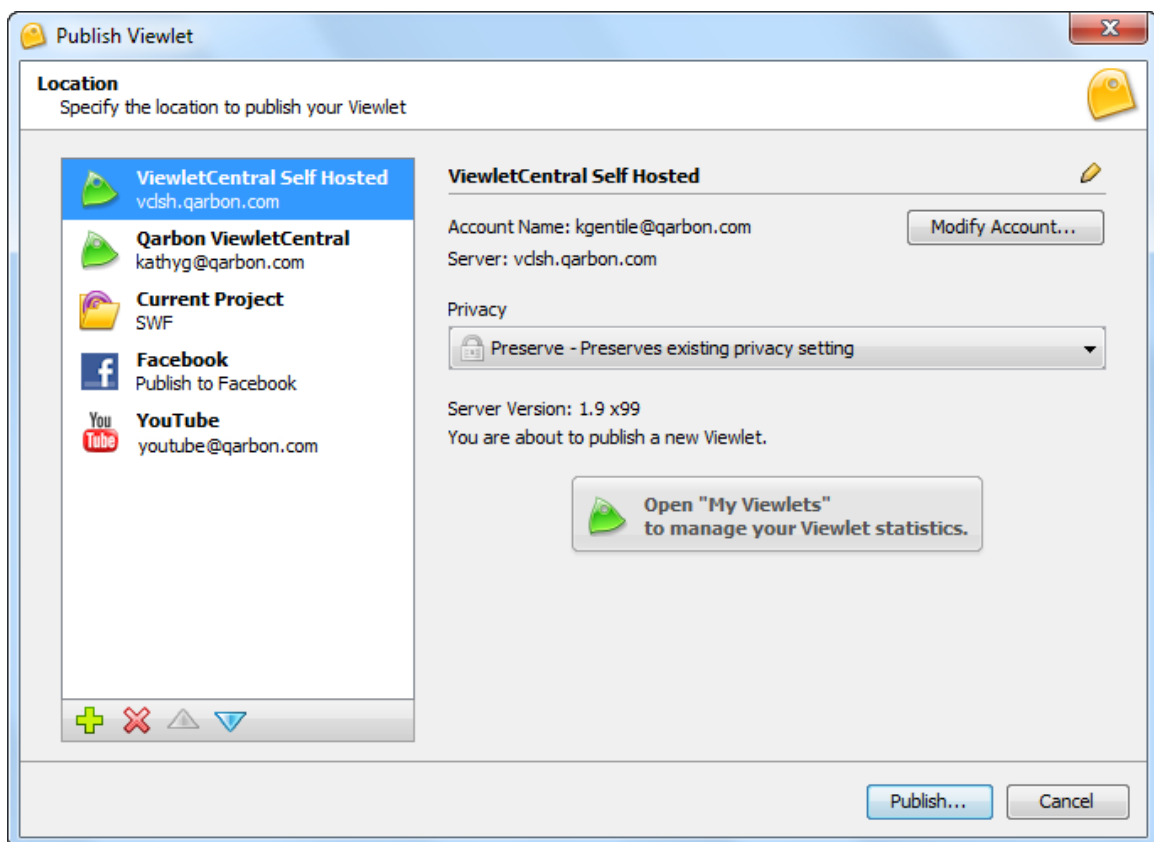 Publish Viewlet
Location
Specify the location to publish your Viewlet
ViewletCentral Self Hosted
vclsh.qarbon.com
Qarbon ViewletCentral
kathyg@qarbon.com
Current Project
SWF
Facebook
Publish to Facebook
You
Tube
YouTube
youtube@qarbon.com
ViewletCentral Self Hosted
Account Name: kgentile@qarbon.com
Modify Account...
Server: vclsh.qarbon.com
Privacy
Preserve - Preserves existing privacy setting
Server Version: 1.9 x99
You are about to publish a new Viewlet.
Open "My Viewlets"
to manage your Viewlet statistics.
Publish...
Cancel